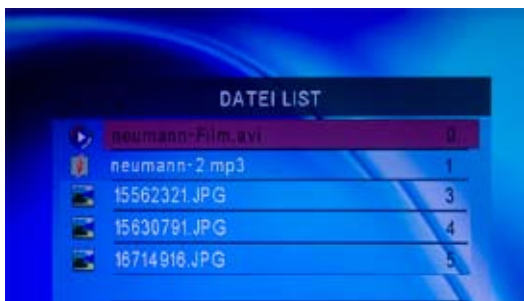 DATEI LIST
neumann-Film.avi 0
neumann-2.mp3 1
15562321.JPG 3
15630791.JPG 4
16714916.JPG 5